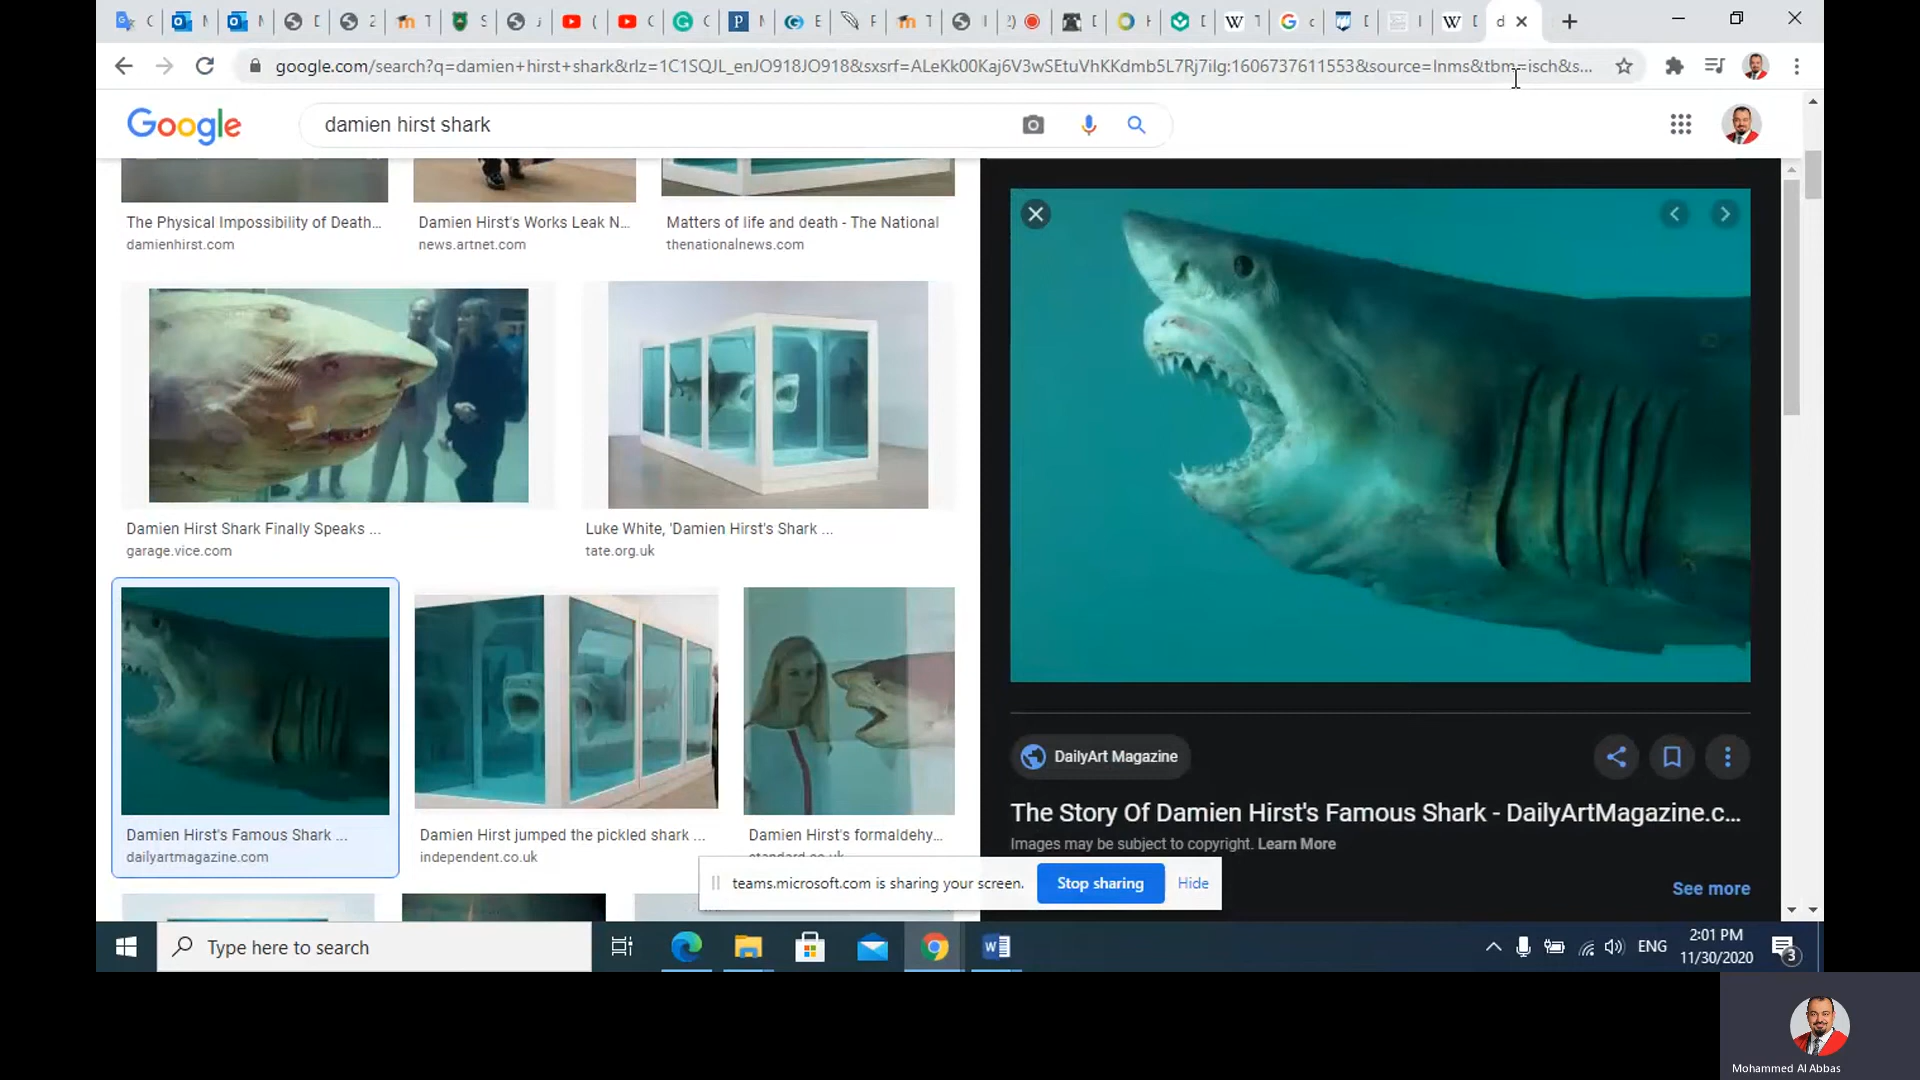 google.com/search?q=damien+hirst+shark&rlz=1C1SQJL_enJO918JO918&sxsrf=ALeKk00Kaj6V3wSEtuVhKKdmb5L7Rj7ilg:1606737611553&source=lnms&tbm=isch&s...
Google
damien hirst shark
The Physical Impossibility of Death...
damienhirst.com
Damien Hirst's Works Leak N...
news.artnet.com
Matters of life and death - The National
thenationalnews.com
Damien Hirst Shark Finally Speaks ...
garage.vice.com
Luke White, 'Damien Hirst's Shark ...
tate.org.uk
Damien Hirst's Famous Shark ...
dailyartmagazine.com
Damien Hirst jumped the pickled shark ...
independent.co.uk
Damien Hirst's formaldehy...
standard.co.uk
DailyArt Magazine
The Story Of Damien Hirst's Famous Shark - DailyArtMagazine.c...
Images may be subject to copyright. Learn More
See more
teams.microsoft.com is sharing your screen.
Stop sharing
Hide
Type here to search
ENG
2:01 PM
11/30/2020
3
Mohammed Al Abbas